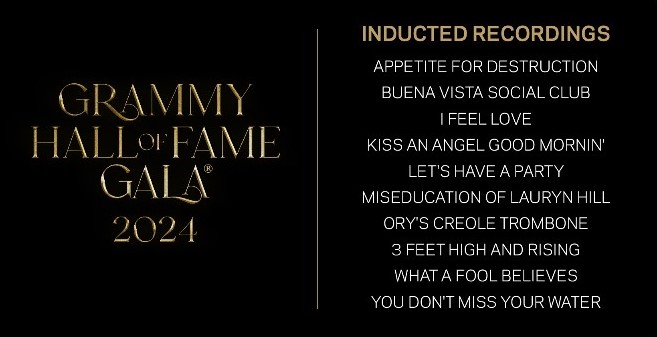 GRAMMY
HALL OF FAME
GALA®
2024
INDUCTED RECORDINGS
APPETITE FOR DESTRUCTION
BUENA VISTA SOCIAL CLUB
I FEEL LOVE
KISS AN ANGEL GOOD MORNIN'
LET'S HAVE A PARTY
MISEDUCATION OF LAURYN HILL
ORY'S CREOLE TROMBONE
3 FEET HIGH AND RISING
WHAT A FOOL BELIEVES
YOU DON'T MISS YOUR WATER